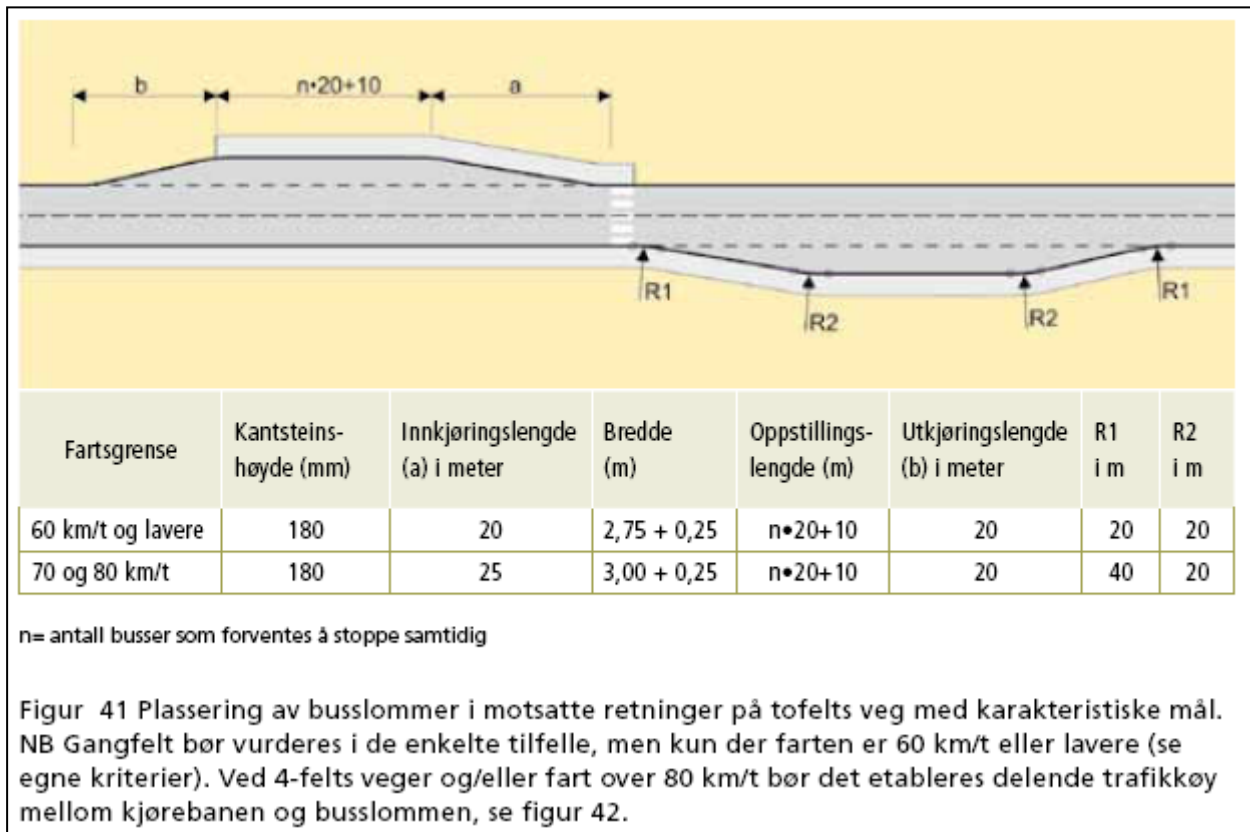 b n•20+10 a
R1 R2 R2 R1
Fartsgrense Kantsteins- Innkjøringslengde Bredde Oppstillings- Utkjøringslengde R1 R2
høyde (mm) (a) i meter (m) lengde (m) (b) i meter i m i m
60 km/t og lavere 180 20 2,75 + 0,25 n•20+10 20 20 20
70 og 80 km/t 180 25 3,00 + 0,25 n•20+10 20 40 20
n= antall busser som forventes å stoppe samtidig
Figur 41 Plassering av busslommer i motsatte retninger på tofelts veg med karakteristiske mål.
NB Gangfelt bør vurderes i de enkelte tilfelle, men kun der farten er 60 km/t eller lavere (se
egne kriterier). Ved 4-felts veger og/eller fart over 80 km/t bør det etableres delende trafikkøy
mellom kjørebanen og busslommen, se figur 42.